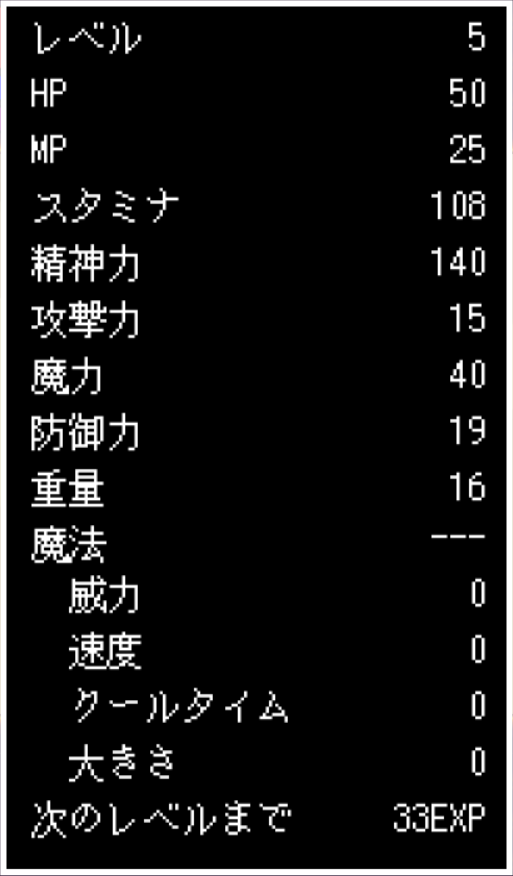 レベル 5
HP 50
MP 25
スタミナ 108
精神力 140
攻撃力 15
魔力 40
防御力 19
重量 16
魔法 ---
威力 0
速度 0
クールタイム 0
大きさ 0
次のレベルまで 33EXP